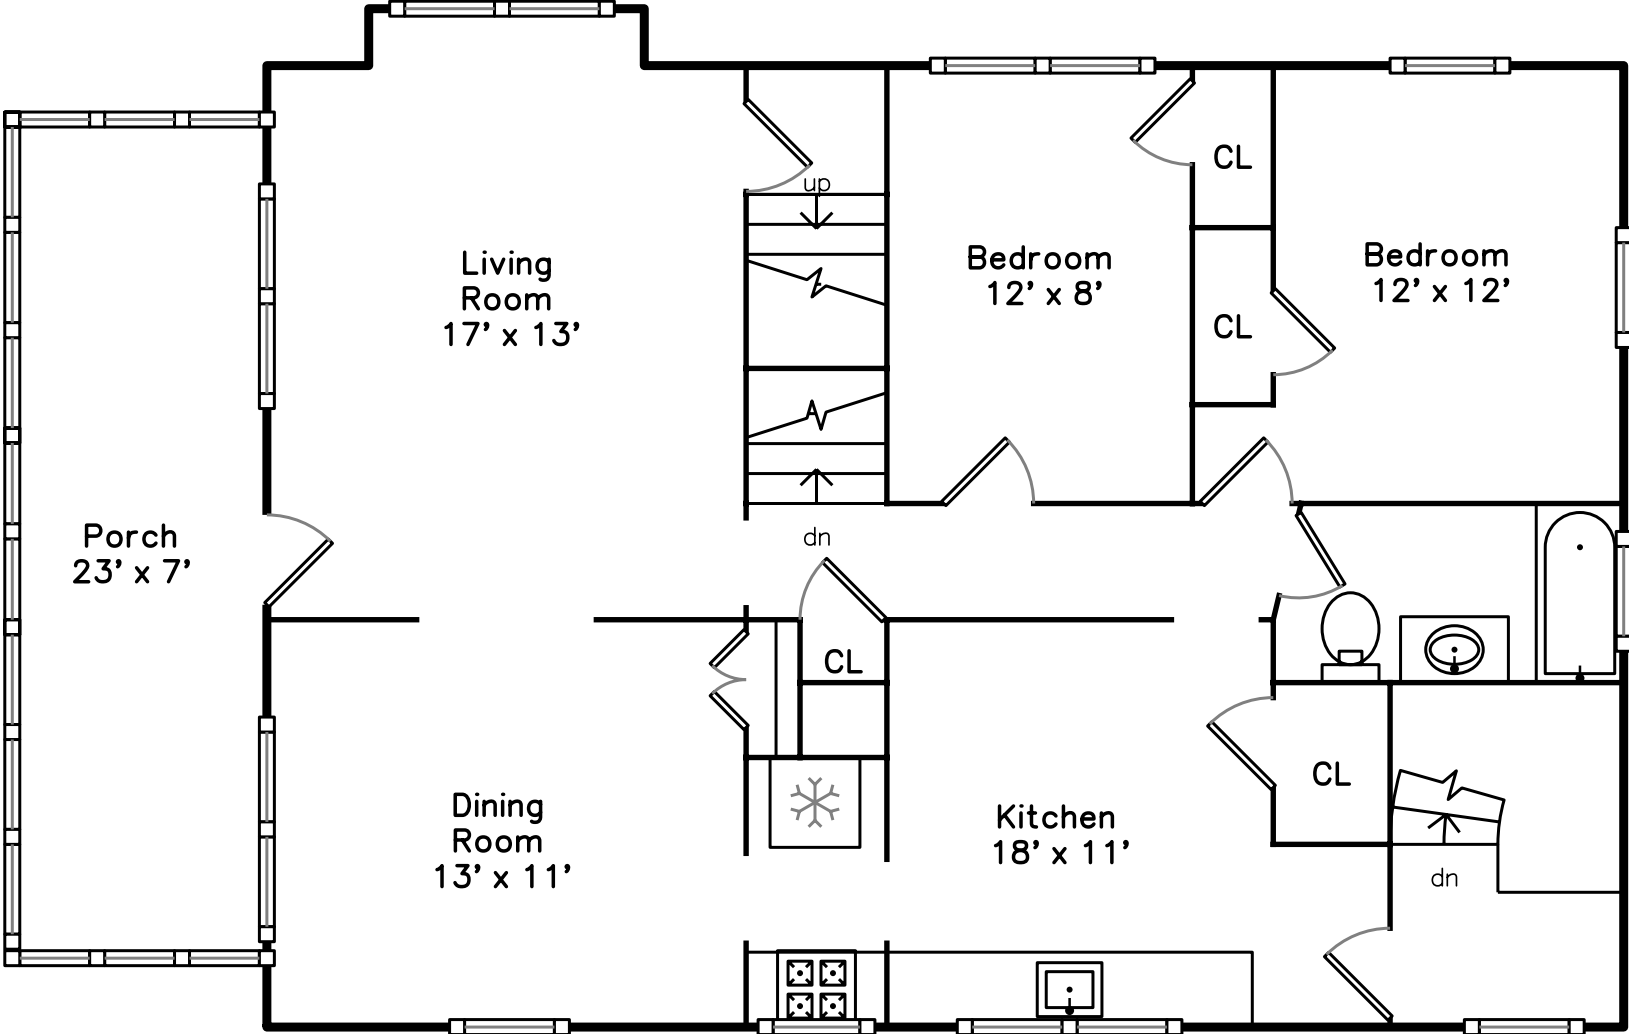 CL
up
Living
Room
17' x 13'
Bedroom
12' x 8'
CL
Bedroom
12' x 12'
Porch
23' x 7'
dn
CL
Dining
Room
13' x 11'
Kitchen
18' x 11'
CL
dn